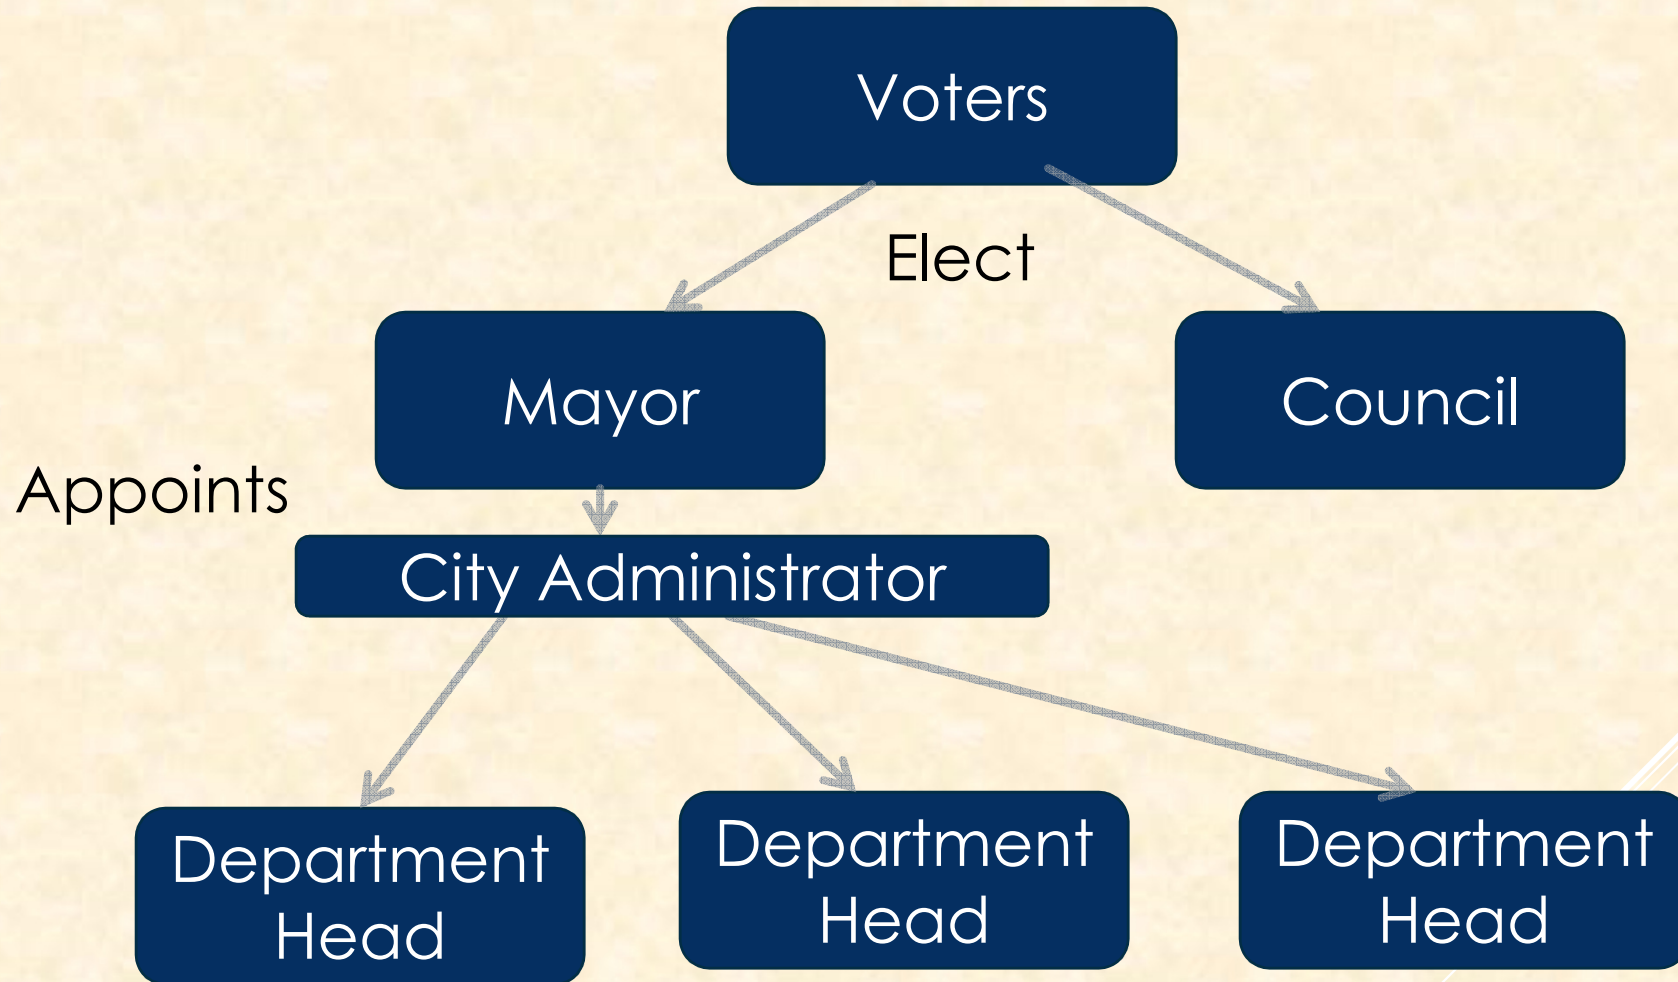 Voters
Elect
Mayor
Council
Appoints
City Administrator
Department
Head
Department
Head
Department
Head